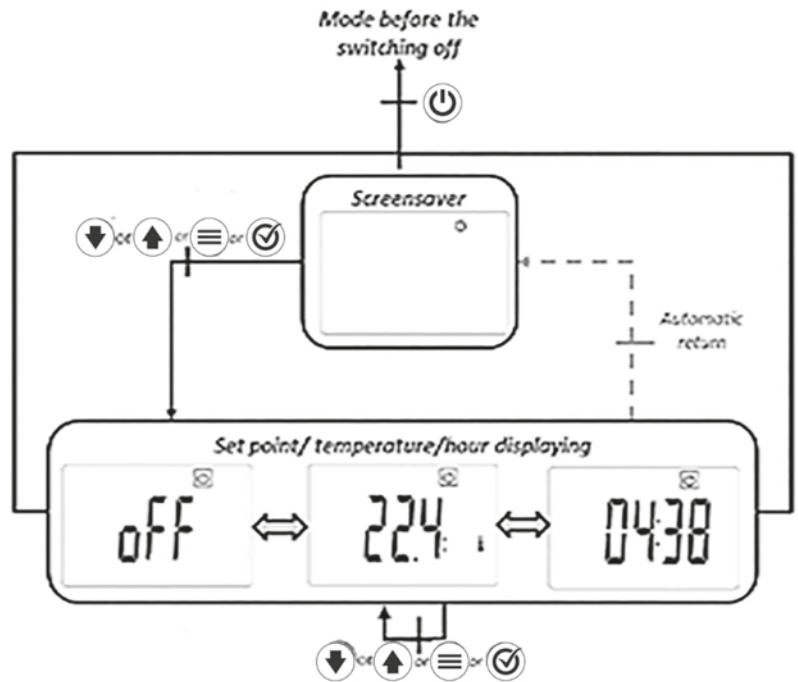 Mode before the
switching off
Screensaver
or or or
Automatic
return
Set point/ temperature/hour displaying
oFF
22.4:
04:38
or or or